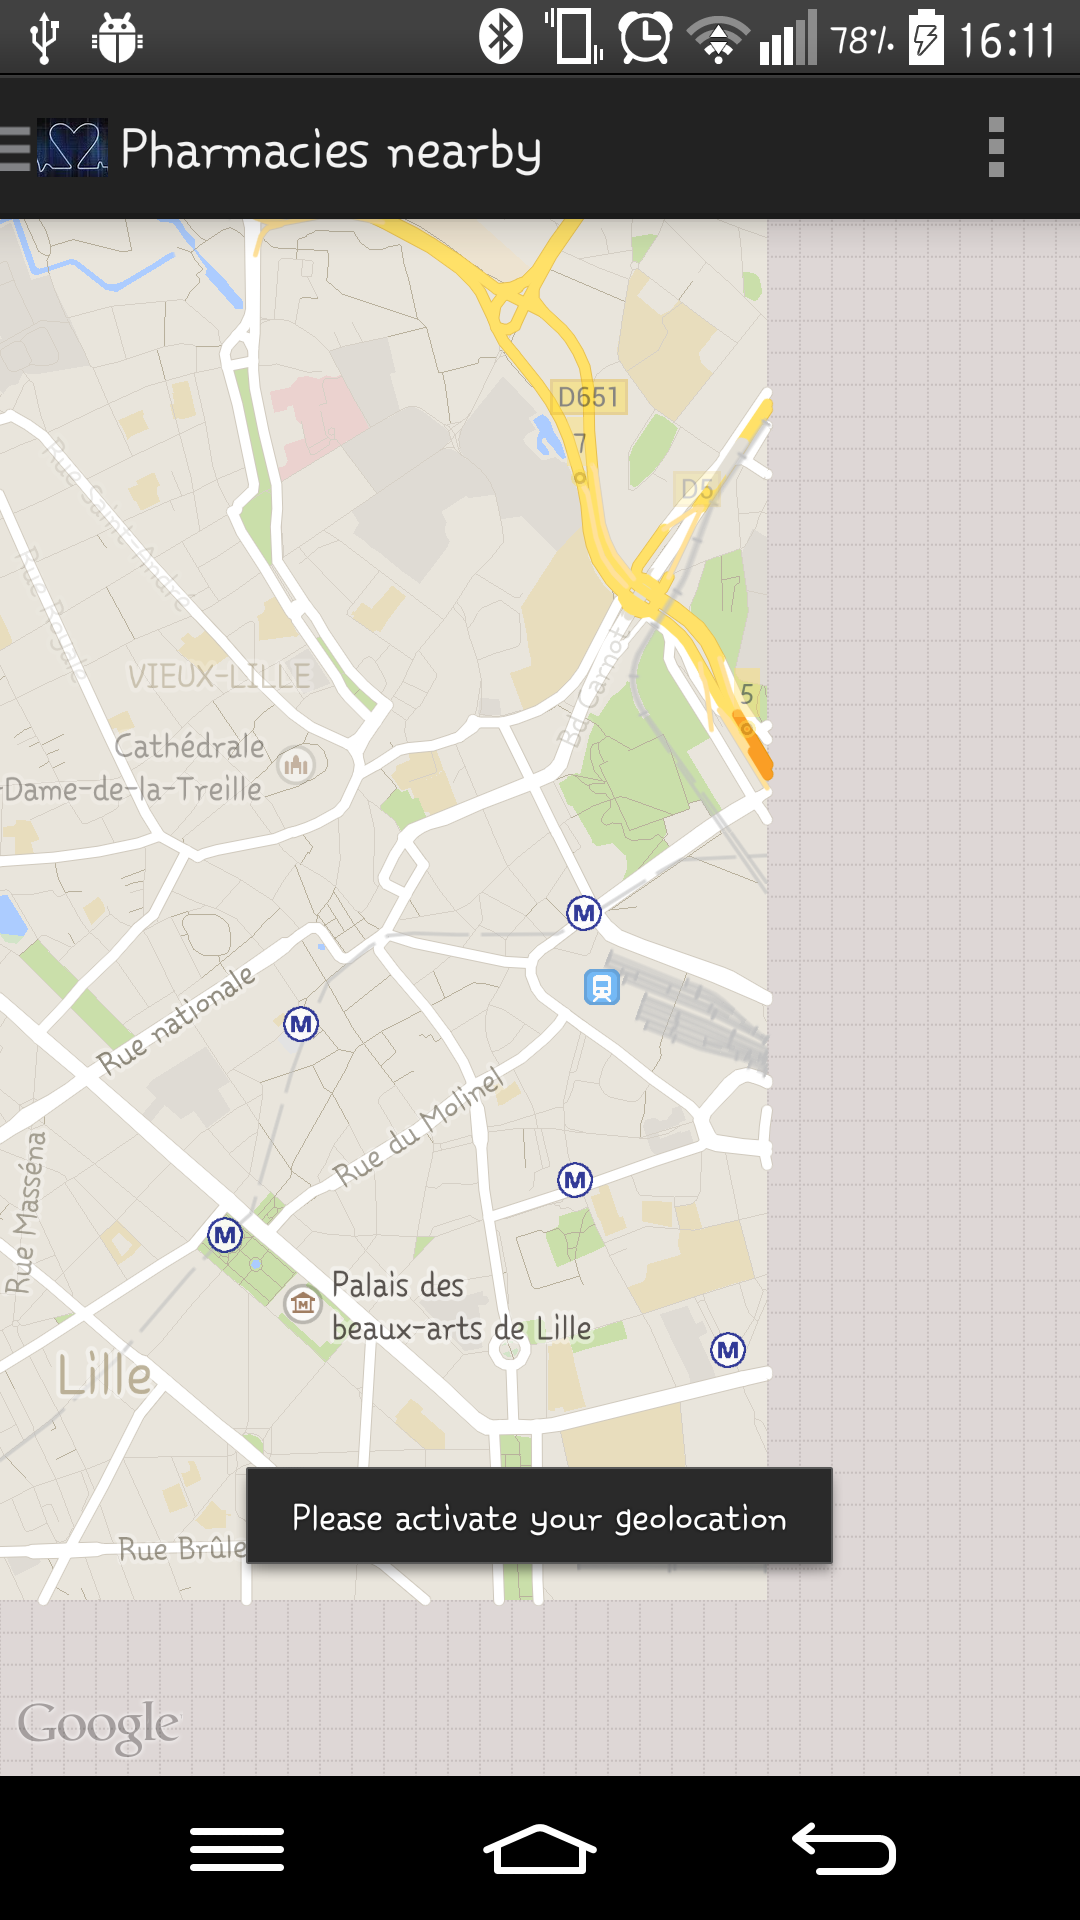 78% 16:11
Pharmacies nearby
D651
7
D5
Rue Saint-André
Rue Royale
Bd Carnot
VIEUX-LILLE
5
Cathédrale
-Dame-de-la-Treille
M
Rue nationale
M
Rue du Molinel
Rue Masséna
M
M
Palais des
beaux-arts de Lille
M
M
Lille
Please activate your geolocation
Rue Brûle
Google